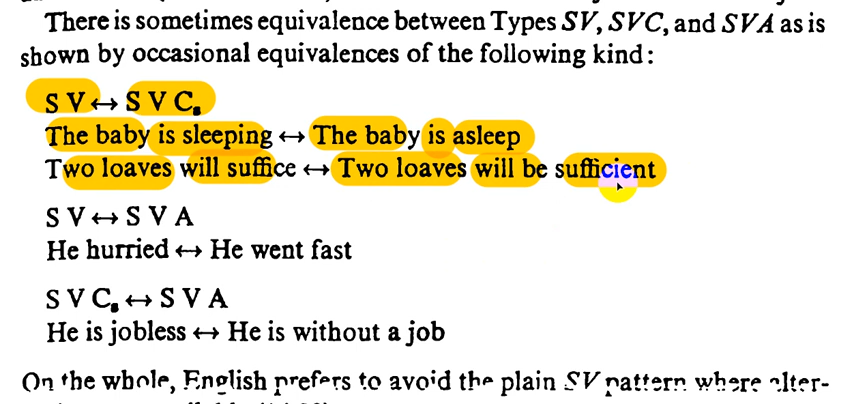 There is sometimes equivalence between Types SV, SVC, and SVA as is
shown by occasional equivalences of the following kind:
S V ↔ S V Cₛ
The baby is sleeping ↔ The baby is asleep
Two loaves will suffice ↔ Two loaves will be sufficient
S V ↔ S V A
He hurried ↔ He went fast
S V Cₛ ↔ S V A
He is jobless ↔ He is without a job
On the whole, English prefers to avoid the plain SV pattern where alter-